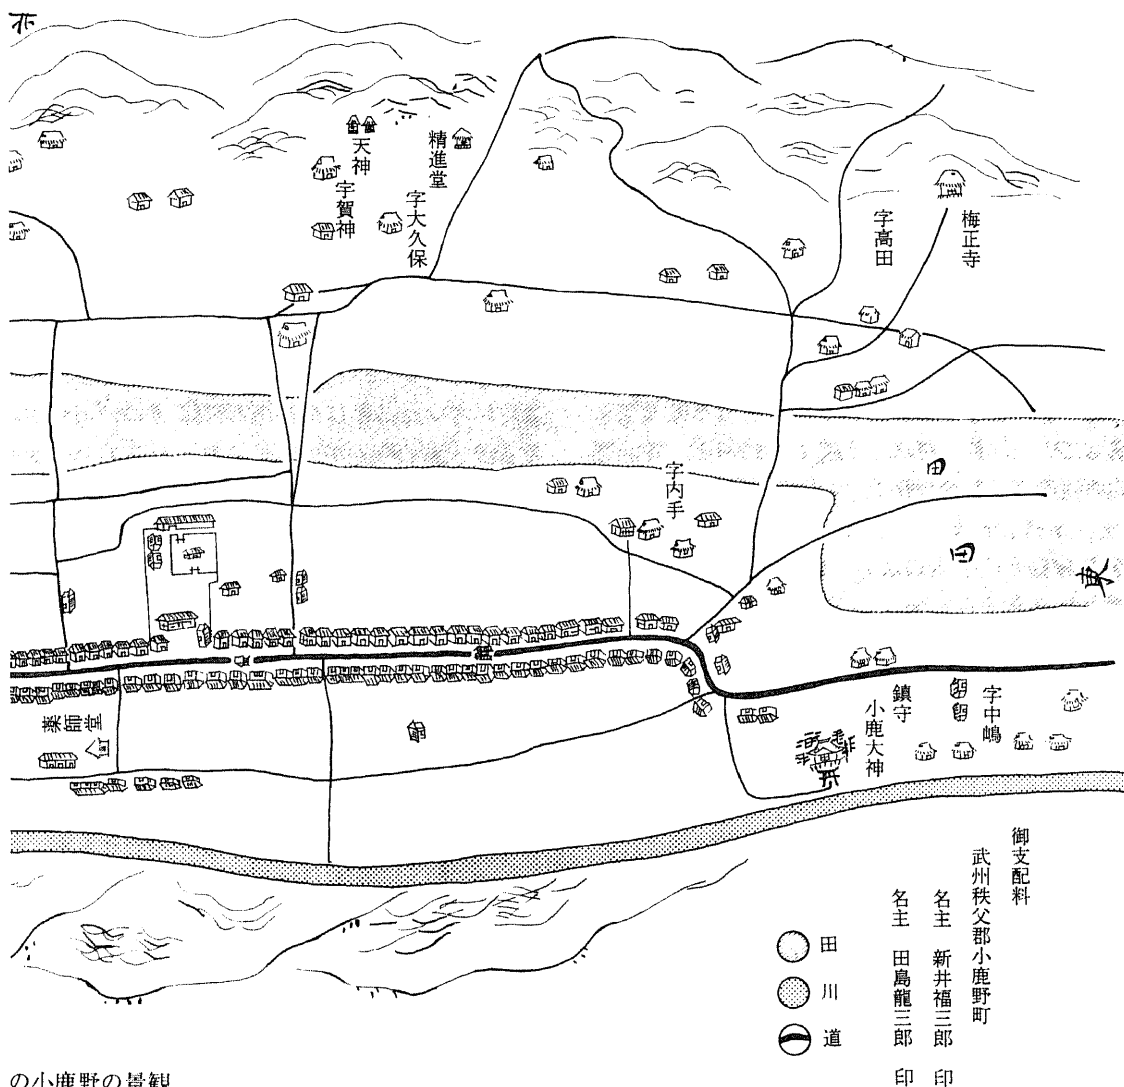 天神
精進堂
宇賀神
字大久保
字高田
梅正寺
字内手
田
田
東
薬師堂
鎮守
小鹿大神
字中嶋
御支配料
武州秩父郡小鹿野町
名主 新井福三郎 印
名主 田島龍三郎 印
田
川
道
の小鹿野の景観